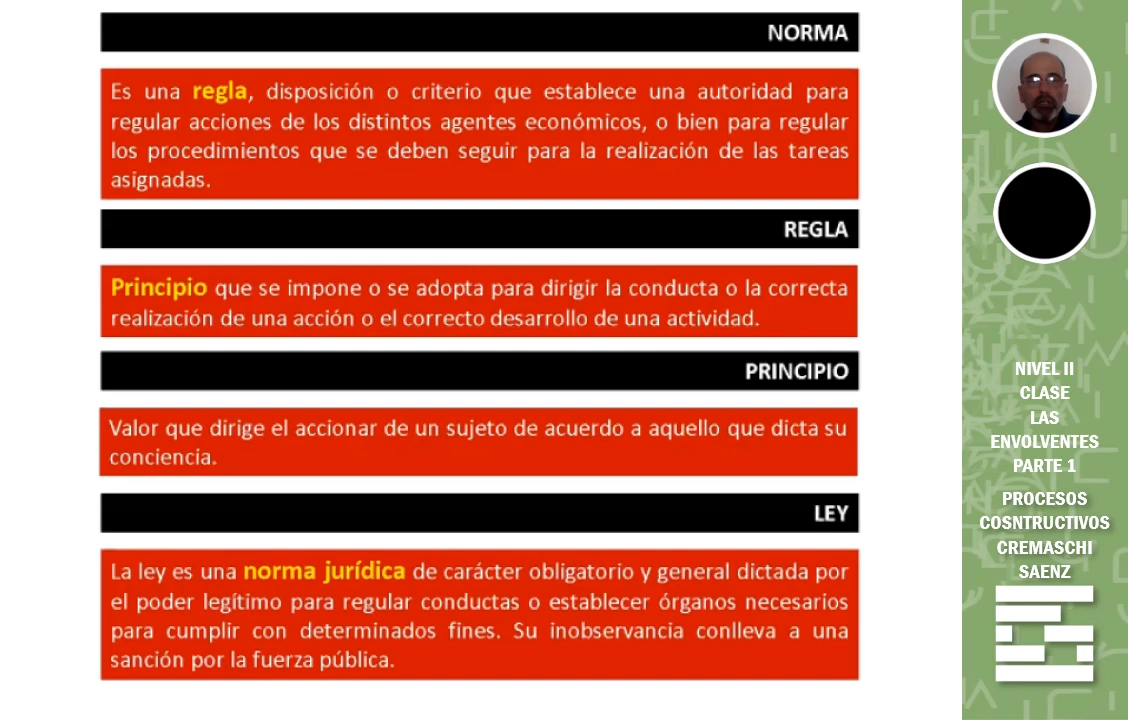 NORMA
Es una regla, disposición o criterio que establece una autoridad para
regular acciones de los distintos agentes económicos, o bien para regular
los procedimientos que se deben seguir para la realización de las tareas
asignadas.
REGLA
Principio que se impone o se adopta para dirigir la conducta o la correcta
realización de una acción o el correcto desarrollo de una actividad.
PRINCIPIO
Valor que dirige el accionar de un sujeto de acuerdo a aquello que dicta su
conciencia.
LEY
La ley es una norma jurídica de carácter obligatorio y general dictada por
el poder legítimo para regular conductas o establecer órganos necesarios
para cumplir con determinados fines. Su inobservancia conlleva a una
sanción por la fuerza pública.
NIVEL II
CLASE
LAS
ENVOLVENTES
PARTE 1
PROCESOS
COSNTRUCTIVOS
CREMASCHI
SAENZ